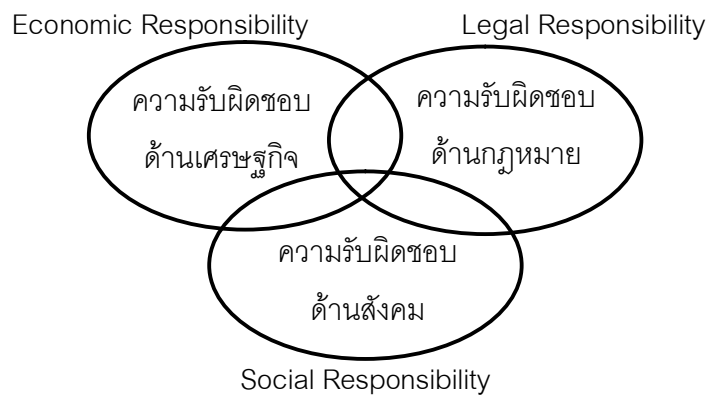 Economic Responsibility
Legal Responsibility
ความรับผิดชอบ
ด้านเศรษฐกิจ
ความรับผิดชอบ
ด้านกฎหมาย
ความรับผิดชอบ
ด้านสังคม
Social Responsibility